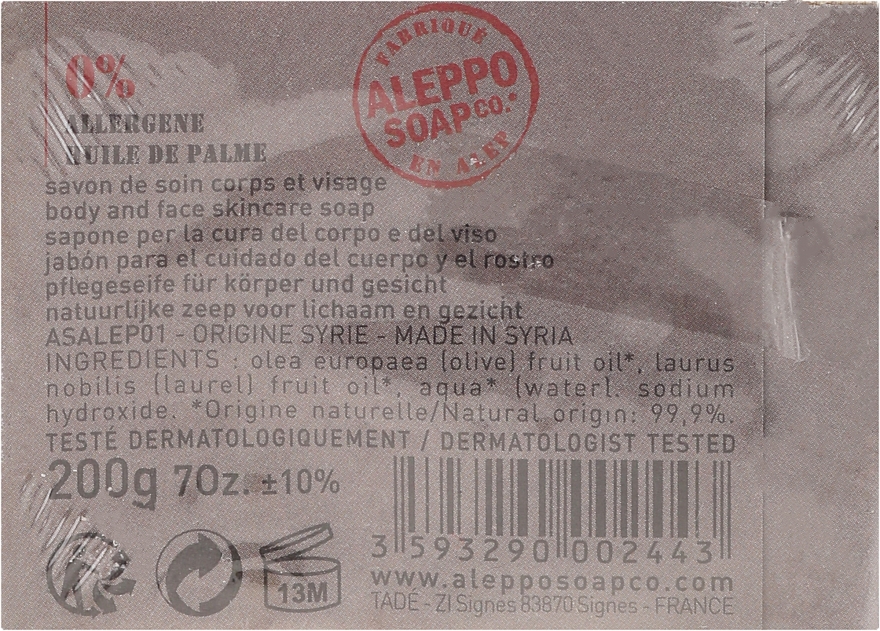 FABRIQUÉ
ALEPPO
SOAP CO.
EN ALEP
0%
ALLERGENE
HUILE DE PALME
savon de soin corps et visage
body and face skincare soap
sapone per la cura del corpo e del viso
jabón para el cuidado del cuerpo y el rostro
pflegeseife für körper und gesicht
natuurlijke zeep voor lichaam en gezicht
ASALEP01 - ORIGINE SYRIE - MADE IN SYRIA
INGREDIENTS : olea europaea (olive) fruit oil*, laurus
nobilis (laurel) fruit oil*, aqua* (water). sodium
hydroxide. *Origine naturelle/Natural origin: 99,9%.
TESTÉ DERMATOLOGIQUEMENT / DERMATOLOGIST TESTED
200g 7Oz. ±10%
3 593290 002443
13M
www.alepposoapco.com
TADÉ - ZI Signes 83870 Signes - FRANCE